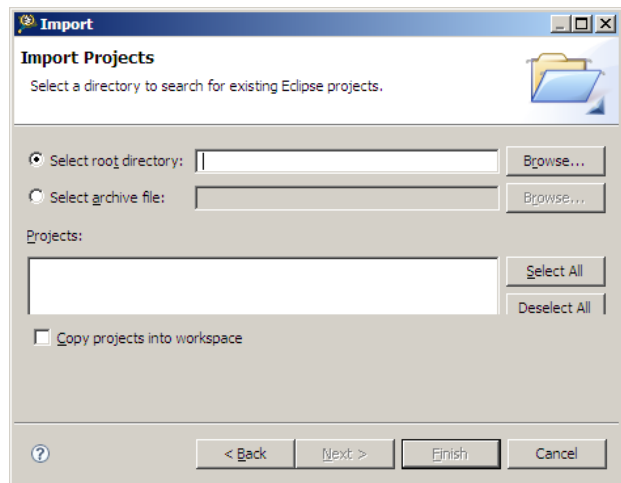 Import
Import Projects
Select a directory to search for existing Eclipse projects.
Select root directory: Browse...
Select archive file: Browse...
Projects:
Select All
Deselect All
Copy projects into workspace
? < Back Next > Finish Cancel